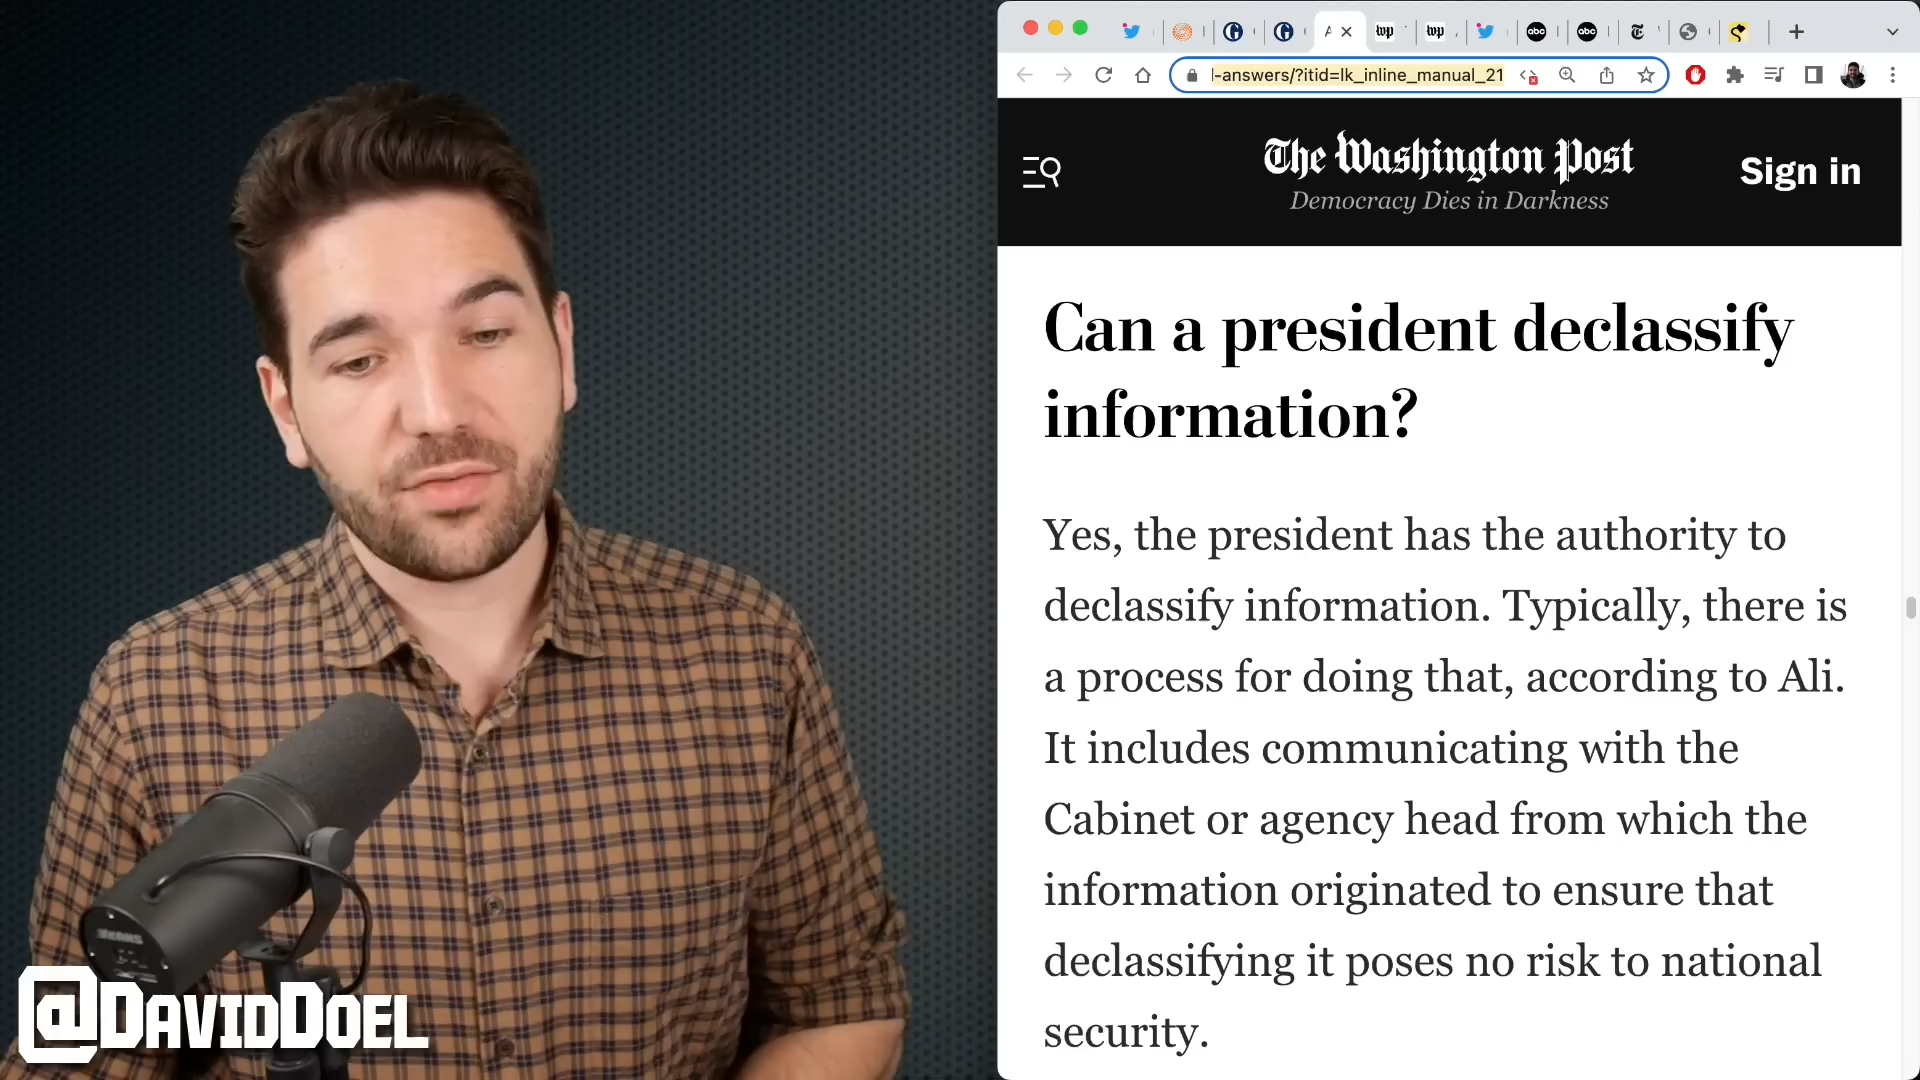 l-answers/?itid=lk_inline_manual_21
The Washington Post
Democracy Dies in Darkness
Sign in
Can a president declassify
information?
Yes, the president has the authority to
declassify information. Typically, there is
a process for doing that, according to Ali.
It includes communicating with the
Cabinet or agency head from which the
information originated to ensure that
declassifying it poses no risk to national
security.
@DavidDoel